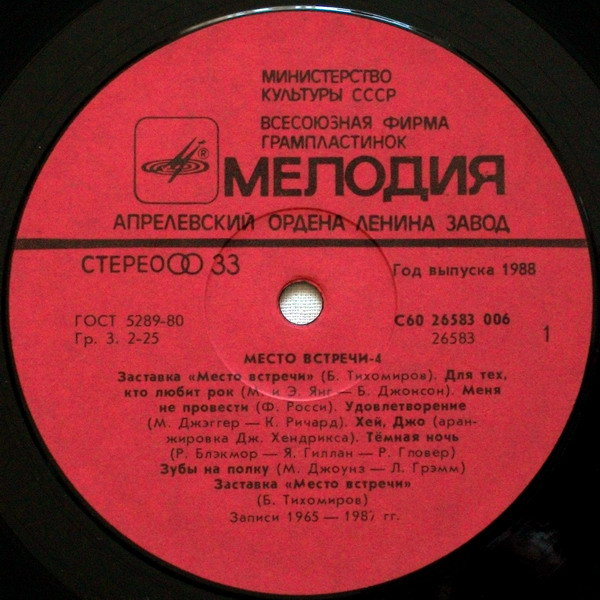 МИНИСТЕРСТВО
КУЛЬТУРЫ СССР
ВСЕСОЮЗНАЯ ФИРМА
ГРАМПЛАСТИНОК
МЕЛОДИЯ
АПРЕЛЕВСКИЙ ОРДЕНА ЛЕНИНА ЗАВОД
СТЕРЕО 33
Год выпуска 1988
ГОСТ 5289-80
С60 26583 006
Гр. 3. 2-25
26583
1
МЕСТО ВСТРЕЧИ-4
Заставка «Место встречи» (Б. Тихомиров). Для тех,
кто любит рок (М. и Э. Янг — Б. Джонсон). Меня
не провести (Ф. Росси). Удовлетворение
(М. Джэггер — К. Ричард). Хей, Джо (аран-
жировка Дж. Хендрикса). Тёмная ночь
(Р. Блэкмор — Я. Гиллан — Р. Гловер)
Зубы на полку (М. Джоунз — Л. Грэмм)
Заставка «Место встречи»
(Б. Тихомиров)
Записи 1965 — 1987 гг.